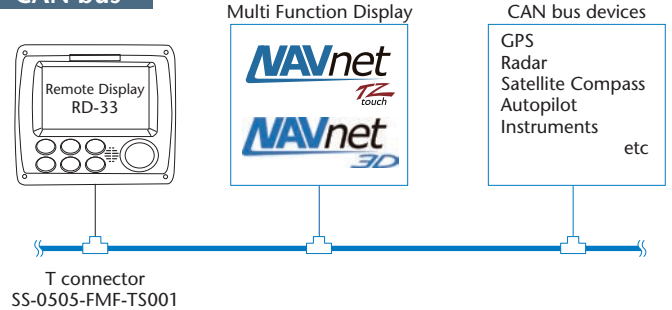 CAN bus
Multi Function Display
CAN bus devices
Remote Display
RD-33
NAVnet
TZ
touch
NAVnet
3D
GPS
Radar
Satellite Compass
Autopilot
Instruments
etc
T connector
SS-0505-FMF-TS001